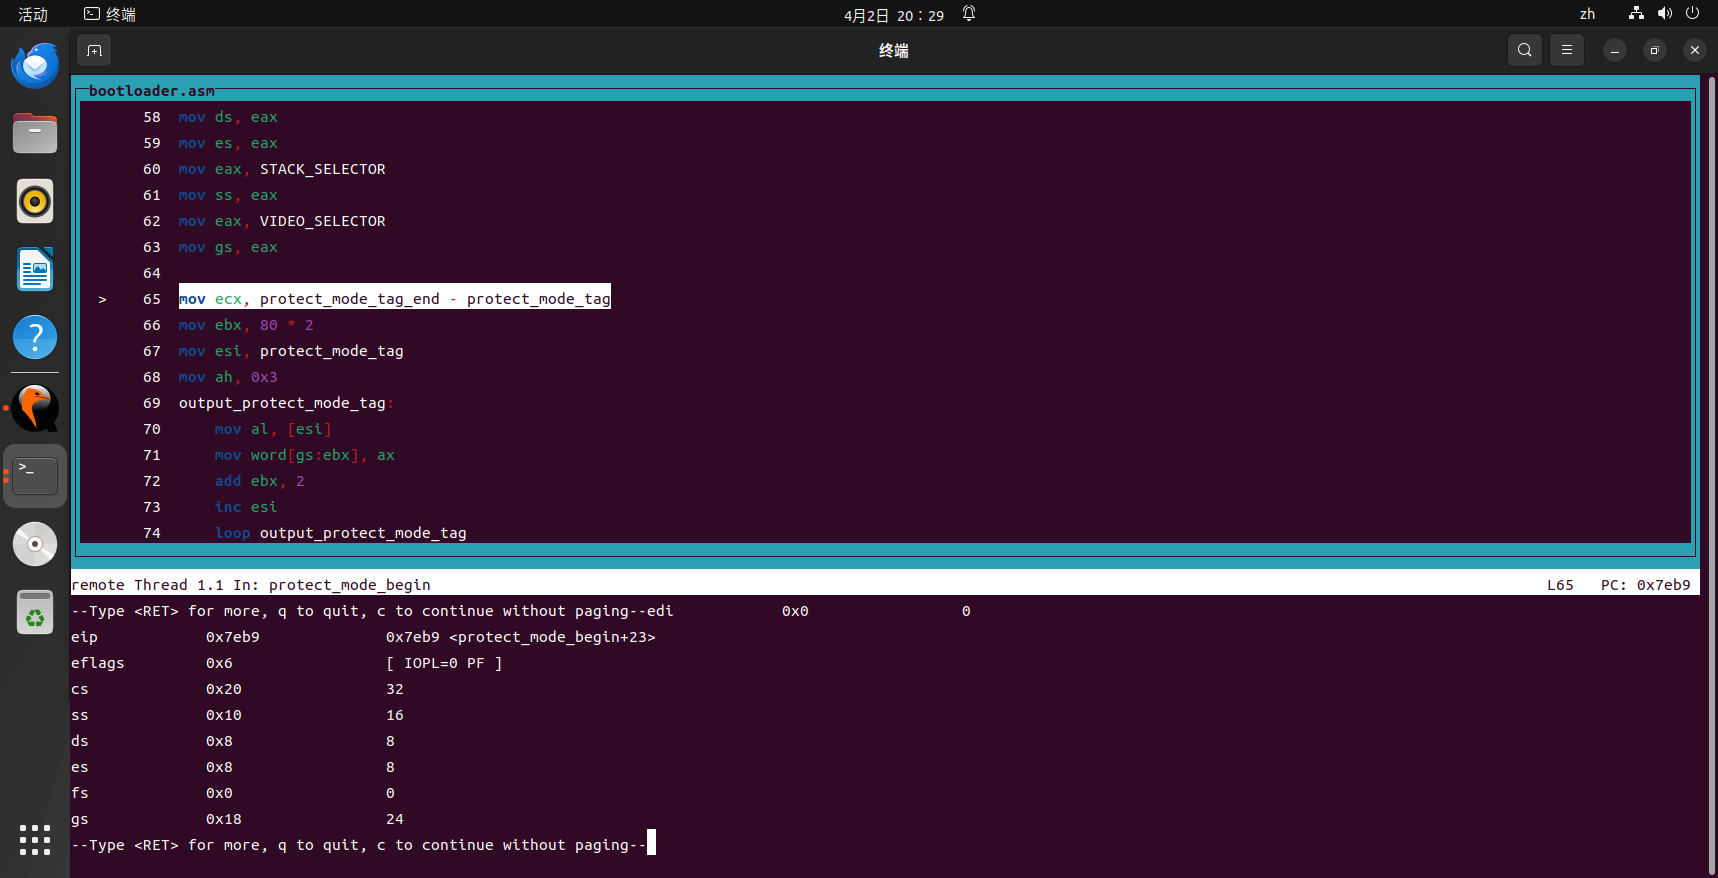 活动 终端 4月2日 20：29 zh
终端
bootloader.asm
58 mov ds, eax
59 mov es, eax
60 mov eax, STACK_SELECTOR
61 mov ss, eax
62 mov eax, VIDEO_SELECTOR
63 mov gs, eax
64
> 65 mov ecx, protect_mode_tag_end - protect_mode_tag
66 mov ebx, 80 * 2
67 mov esi, protect_mode_tag
68 mov ah, 0x3
69 output_protect_mode_tag:
70 mov al, [esi]
71 mov word[gs:ebx], ax
72 add ebx, 2
73 inc esi
74 loop output_protect_mode_tag
remote Thread 1.1 In: protect_mode_begin L65 PC: 0x7eb9
--Type <RET> for more, q to quit, c to continue without paging--edi 0x0 0
eip 0x7eb9 0x7eb9 <protect_mode_begin+23>
eflags 0x6 [ IOPL=0 PF ]
cs 0x20 32
ss 0x10 16
ds 0x8 8
es 0x8 8
fs 0x0 0
gs 0x18 24
--Type <RET> for more, q to quit, c to continue without paging--